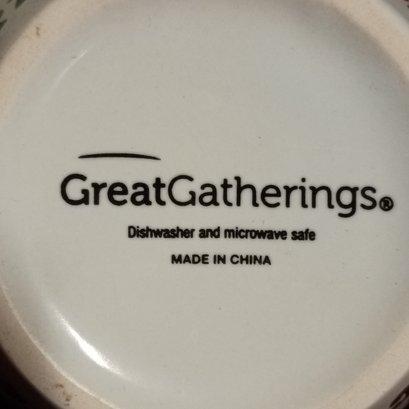 GreatGatherings®
Dishwasher and microwave safe
MADE IN CHINA